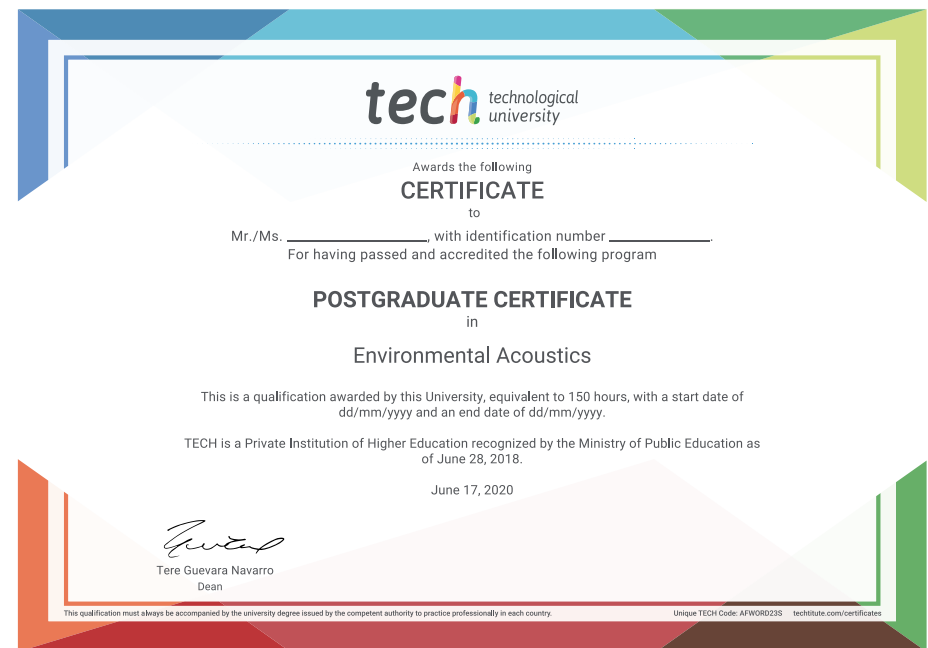 tech technological
university
Awards the following
CERTIFICATE
to
Mr./Ms. ____________________, with identification number ______________.
For having passed and accredited the following program
POSTGRADUATE CERTIFICATE
in
Environmental Acoustics
This is a qualification awarded by this University, equivalent to 150 hours, with a start date of
dd/mm/yyyy and an end date of dd/mm/yyyy.
TECH is a Private Institution of Higher Education recognized by the Ministry of Public Education as
of June 28, 2018.
June 17, 2020
Tere Guevara Navarro
Dean
This qualification must always be accompanied by the university degree issued by the competent authority to practice professionally in each country. Unique TECH Code: AFWORD23S techtitute.com/certificates